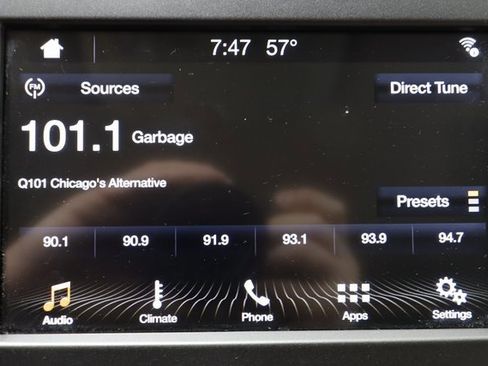 7:47 57°
FM Sources Direct Tune
101.1 Garbage
Q101 Chicago's Alternative
Presets
90.1 90.9 91.9 93.1 93.9 94.7
Audio Climate Phone Apps Settings